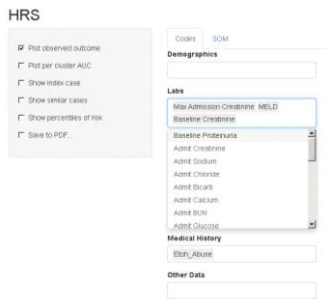 HRS
Plot observed outcome
Plot per cluster AUC
Show index case
Show similar cases
Show percentiles of risk
Save to PDF...
Codes SOM
Demographics
Labs
Max Admission Creatinine MELD
Baseline Creatinine
Baseline Proteinuria
Admit Creatinine
Admit Sodium
Admit Chloride
Admit Bicarb
Admit Calcium
Admit BUN
Admit Glucose
Medical History
Etoh_Abuse
Other Data